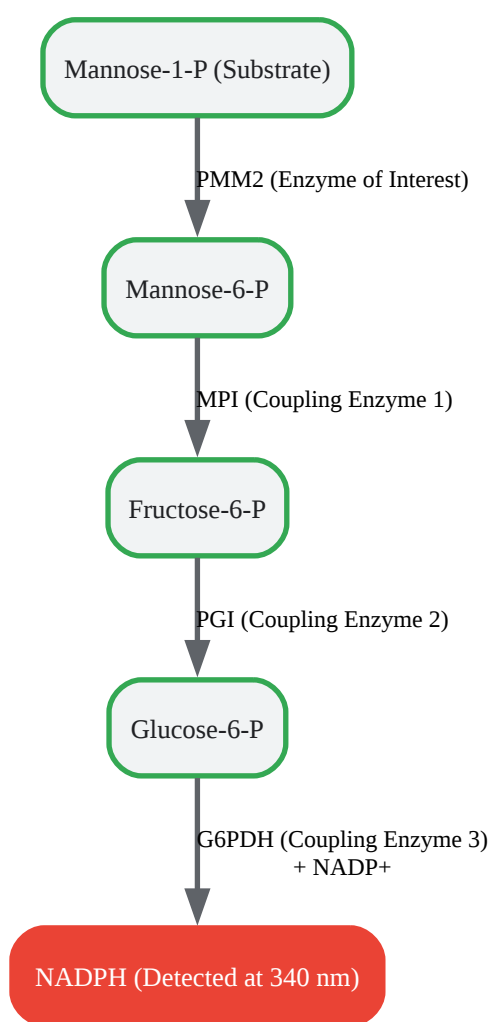 Mannose-1-P (Substrate)
PMM2 (Enzyme of Interest)
Mannose-6-P
MPI (Coupling Enzyme 1)
Fructose-6-P
PGI (Coupling Enzyme 2)
Glucose-6-P
G6PDH (Coupling Enzyme 3)
+ NADP+
NADPH (Detected at 340 nm)